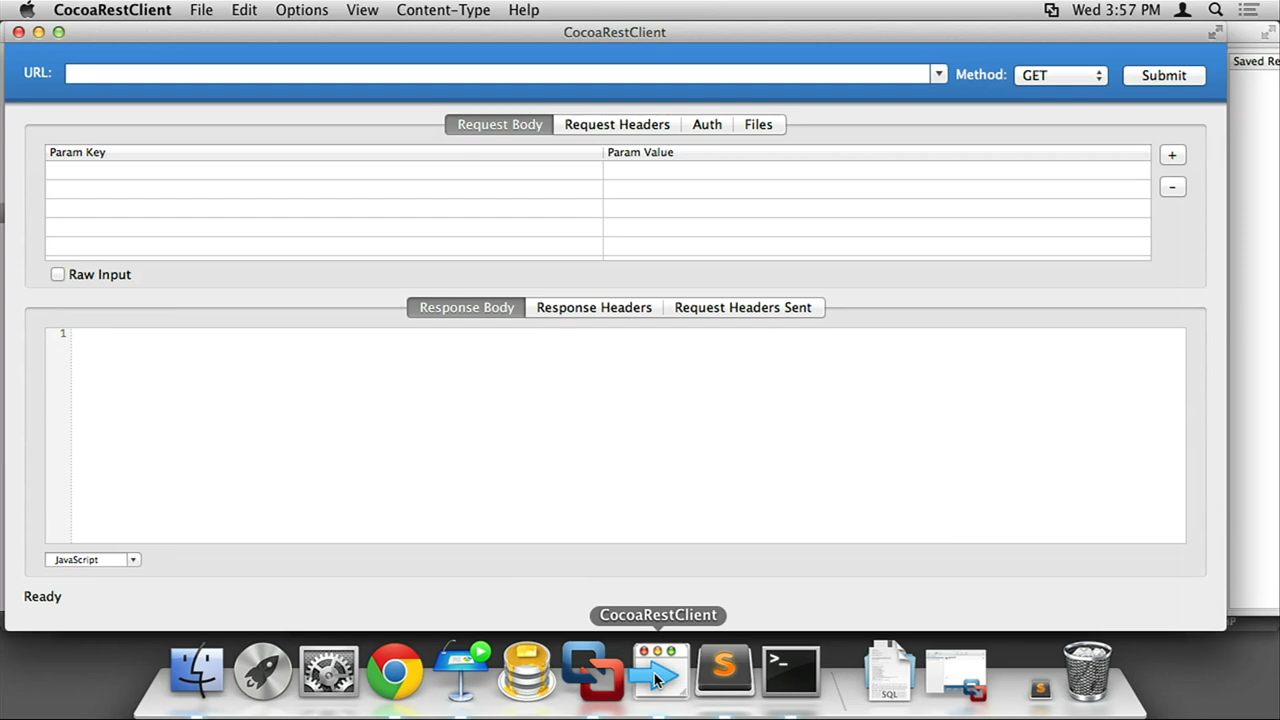 CocoaRestClient File Edit Options View Content-Type Help Wed 3:57 PM
CocoaRestClient
URL: Method: GET Submit
Saved Re
Request Body Request Headers Auth Files
Param Key Param Value
+
-
Raw Input
Response Body Response Headers Request Headers Sent
1
JavaScript
Ready
CocoaRestClient
S
>_
SQL
S